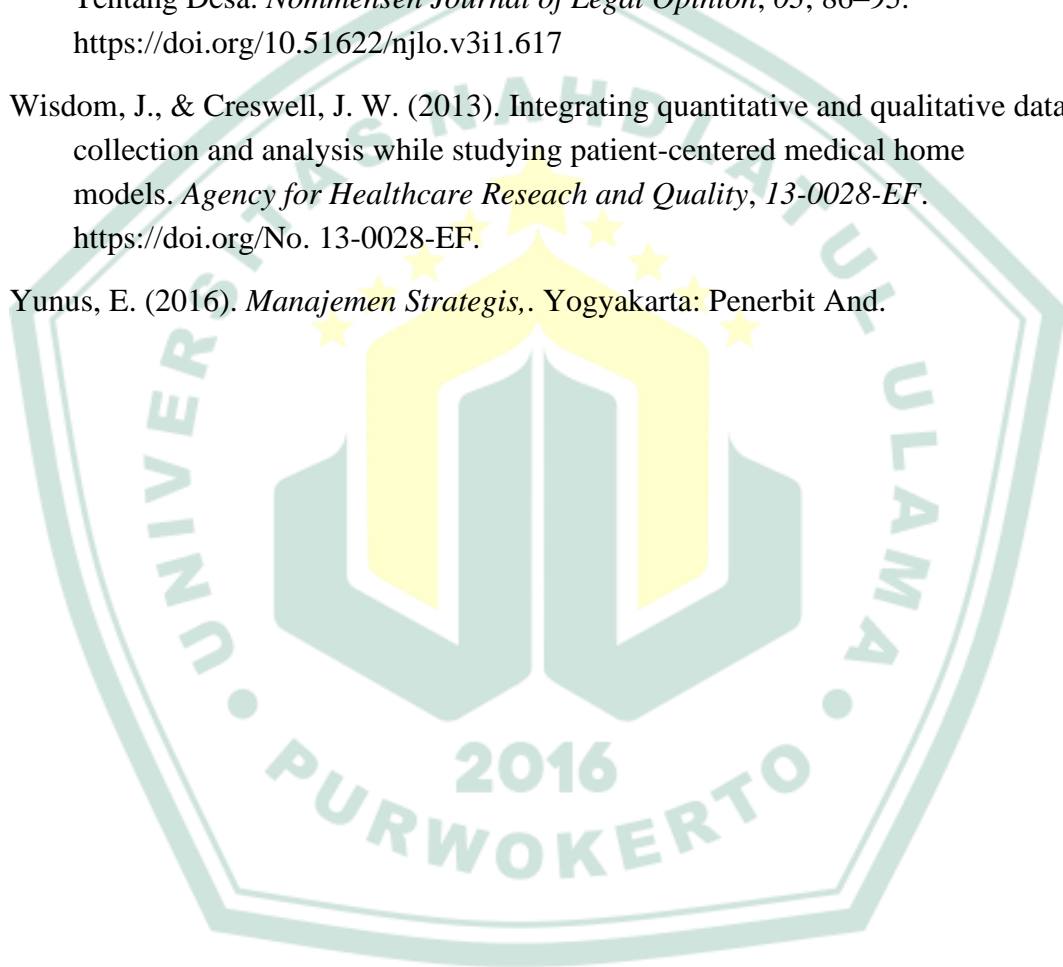 Tentang Desa. Nommensen Journal of Legal Opinion, 03, 86–95.
https://doi.org/10.51622/njlo.v3i1.617
Wisdom, J., & Creswell, J. W. (2013). Integrating quantitative and qualitative data
collection and analysis while studying patient-centered medical home
models. Agency for Healthcare Reseach and Quality, 13-0028-EF.
https://doi.org/No. 13-0028-EF.
Yunus, E. (2016). Manajemen Strategis,. Yogyakarta: Penerbit And.
UNIVERSITAS NAHDLATUL ULAMA
2016
PURWOKERTO